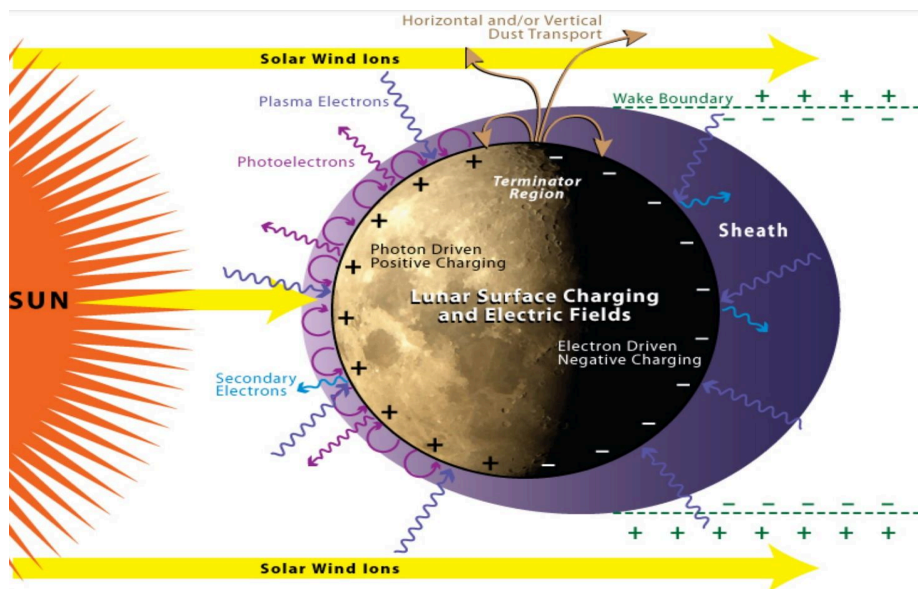 Horizontal and/or Vertical
Dust Transport
Solar Wind Ions
Plasma Electrons
Wake Boundary
+ + + +
− − − −
Photoelectrons
Terminator
Region
Sheath
Photon Driven
Positive Charging
SUN
Lunar Surface Charging
and Electric Fields
Electron Driven
Negative Charging
Secondary
Electrons
− − − − −
+ + + + + + +
Solar Wind Ions